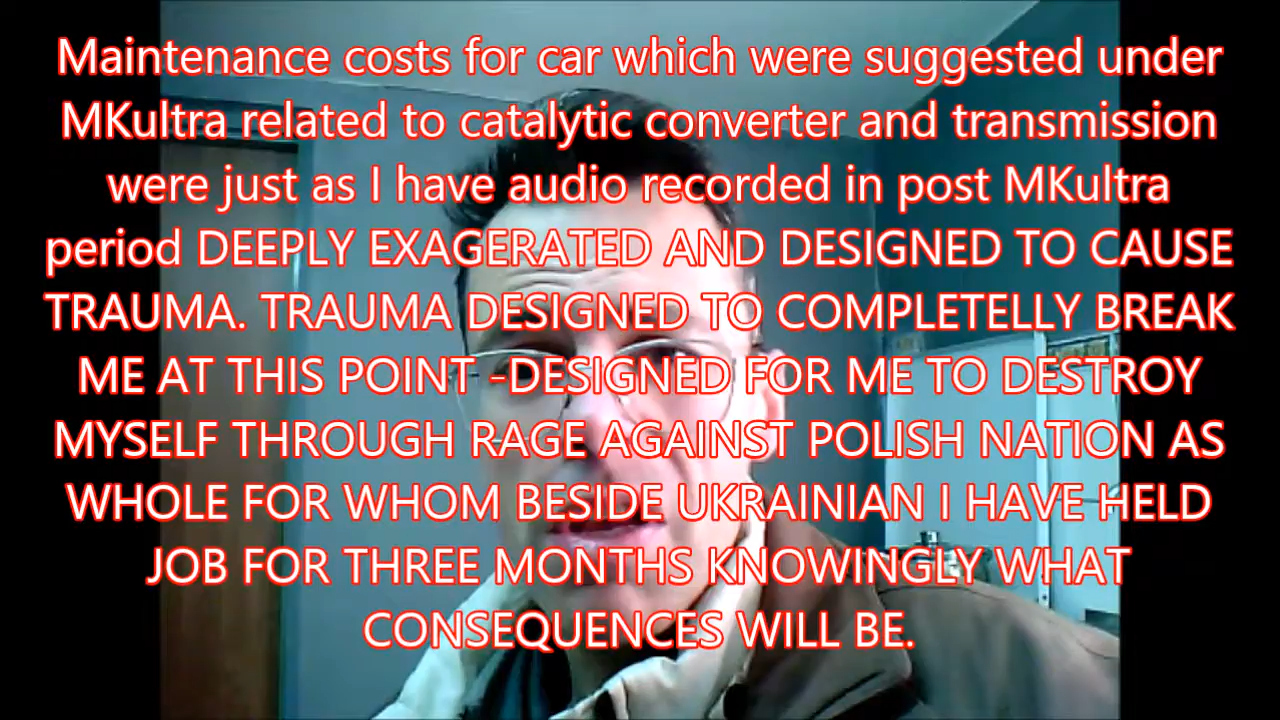 Maintenance costs for car which were suggested under
MKultra related to catalytic converter and transmission
were just as I have audio recorded in post MKultra
period DEEPLY EXAGERATED AND DESIGNED TO CAUSE
TRAUMA. TRAUMA DESIGNED TO COMPLETELLY BREAK
ME AT THIS POINT -DESIGNED FOR ME TO DESTROY
MYSELF THROUGH RAGE AGAINST POLISH NATION AS
WHOLE FOR WHOM BESIDE UKRAINIAN I HAVE HELD
JOB FOR THREE MONTHS KNOWINGLY WHAT
CONSEQUENCES WILL BE.